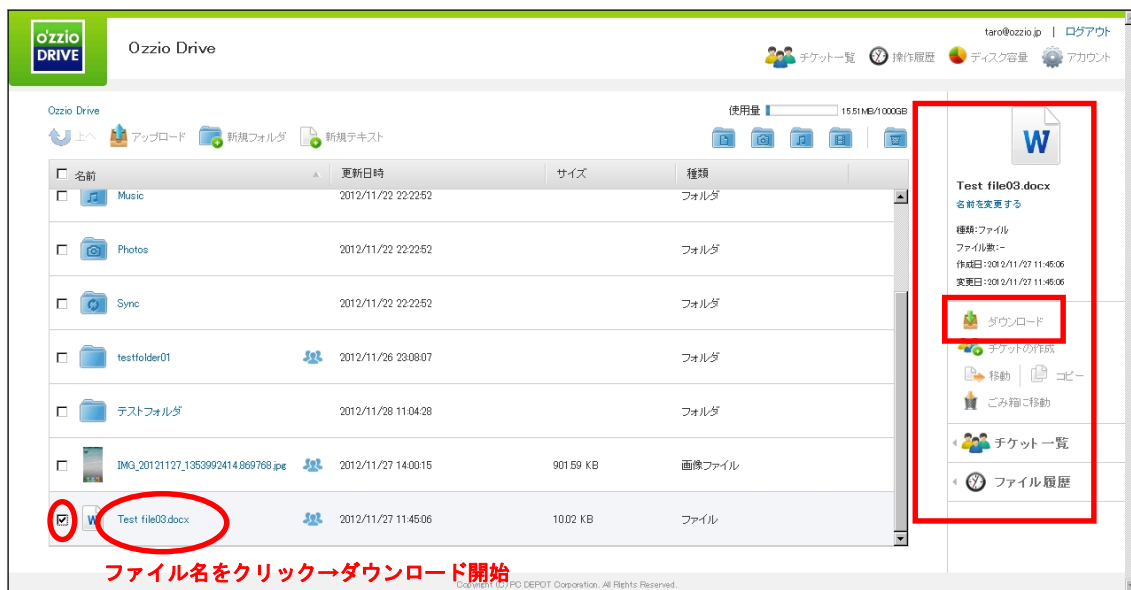 o'zzio
DRIVE
Ozzio Drive
taro@ozzio.jp | ログアウト
チケット一覧 操作履歴 ディスク容量 アカウント
Ozzio Drive
使用量 15.51MB/1000GB
上へ アップロード 新規フォルダ 新規テキスト
名前 更新日時 サイズ 種類
Music 2012/11/22 22:22:52 フォルダ
Photos 2012/11/22 22:22:52 フォルダ
Sync 2012/11/22 22:22:52 フォルダ
testfolder01 2012/11/26 23:08:07 フォルダ
テストフォルダ 2012/11/28 11:04:28 フォルダ
IMG_20121127_1353992414.869768.jpg 2012/11/27 14:00:15 901.59 KB 画像ファイル
W Test file03.docx 2012/11/27 11:45:06 10.02 KB ファイル
ファイル名をクリック→ダウンロード開始
W
Test file03.docx
名前を変更する
種類:ファイル
ファイル数:-
作成日:2012/11/27 11:45:06
変更日:2012/11/27 11:45:06
ダウンロード
チケットの作成
移動 コピー
ごみ箱に移動
チケット一覧
ファイル履歴
Copyright (C) PC DEPOT Corporation. All Rights Reserved.